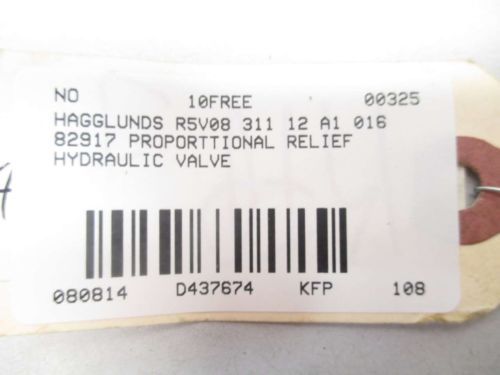 NO 10FREE 00325
HAGGLUNDS R5V08 311 12 A1 016
82917 PROPORTTIONAL RELIEF
HYDRAULIC VALVE
080814 D437674 KFP 108